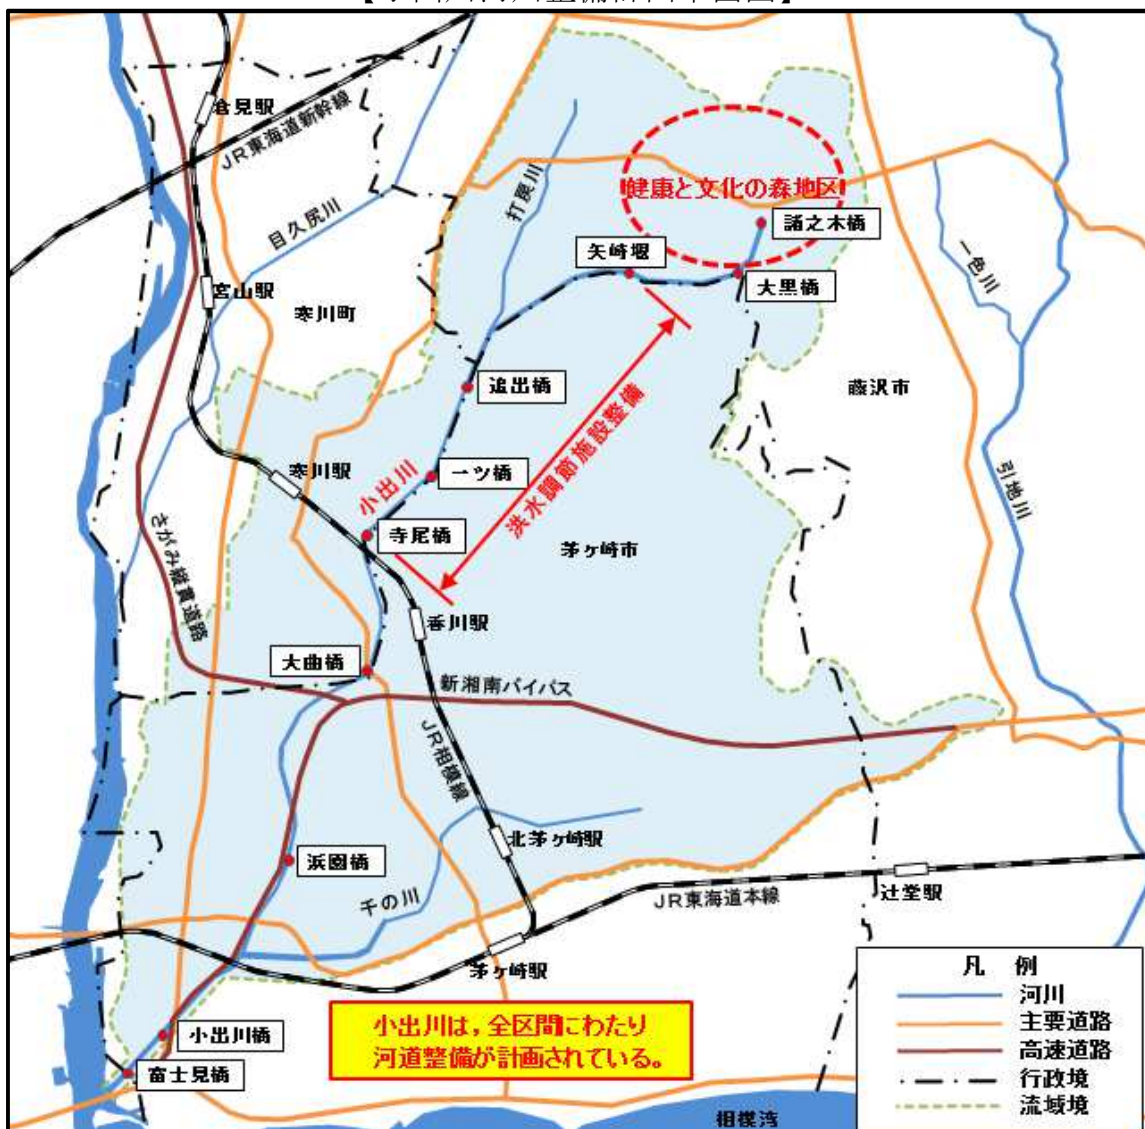 倉見駅
JR東海道新幹線
目久尻川
打戻川
健康と文化の森地区
諸之木橋
矢崎堰
大黒橋
一色川
宮山駅
寒川町
追出橋
藤沢市
洪水調節施設整備
寒川駅
小出川
一ツ橋
引地川
寺尾橋
茅ヶ崎市
さがみ縦貫道路
香川駅
大曲橋
新湘南バイパス
JR相模線
北茅ヶ崎駅
浜園橋
千の川
JR東海道本線
辻堂駅
茅ヶ崎駅
小出川は，全区間にわたり
河道整備が計画されている。
小出川橋
富士見橋
相模湾
凡　例
河川
主要道路
高速道路
行政境
流域境